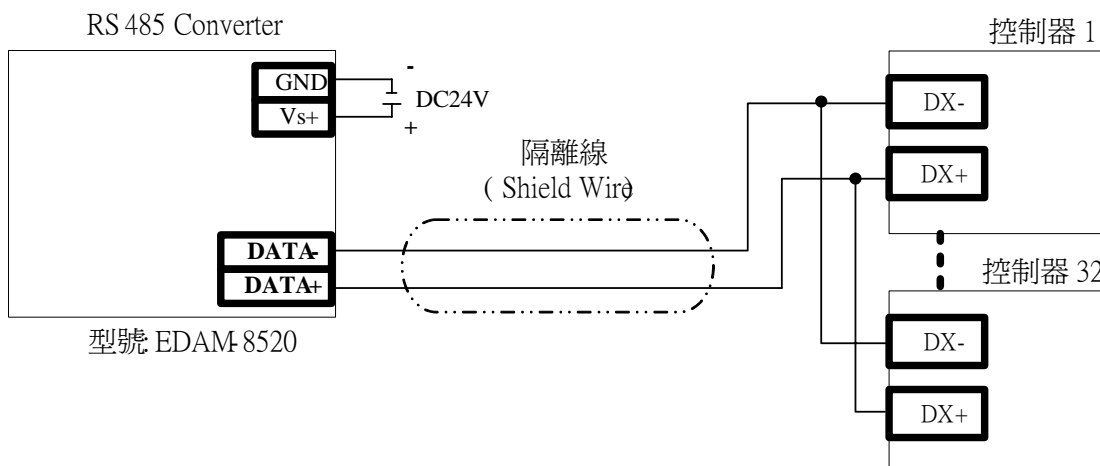 RS 485 Converter
GND
Vs+
-
DC24V
+
隔離線
( Shield Wire)
DATA-
DATA+
型號: EDAM-8520
控制器 1
DX-
DX+
控制器 32
DX-
DX+